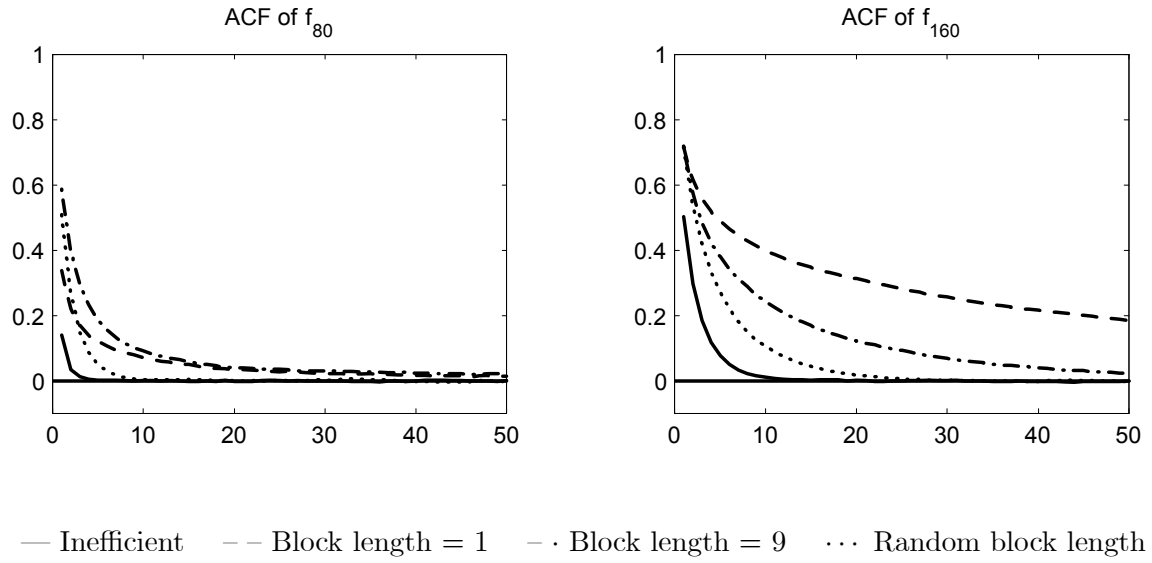 ACF of f80
ACF of f160
1
0.8
0.6
0.4
0.2
0
0 10 20 30 40 50
1
0.8
0.6
0.4
0.2
0
0 10 20 30 40 50
— Inefficient – – Block length = 1 – · Block length = 9 ··· Random block length